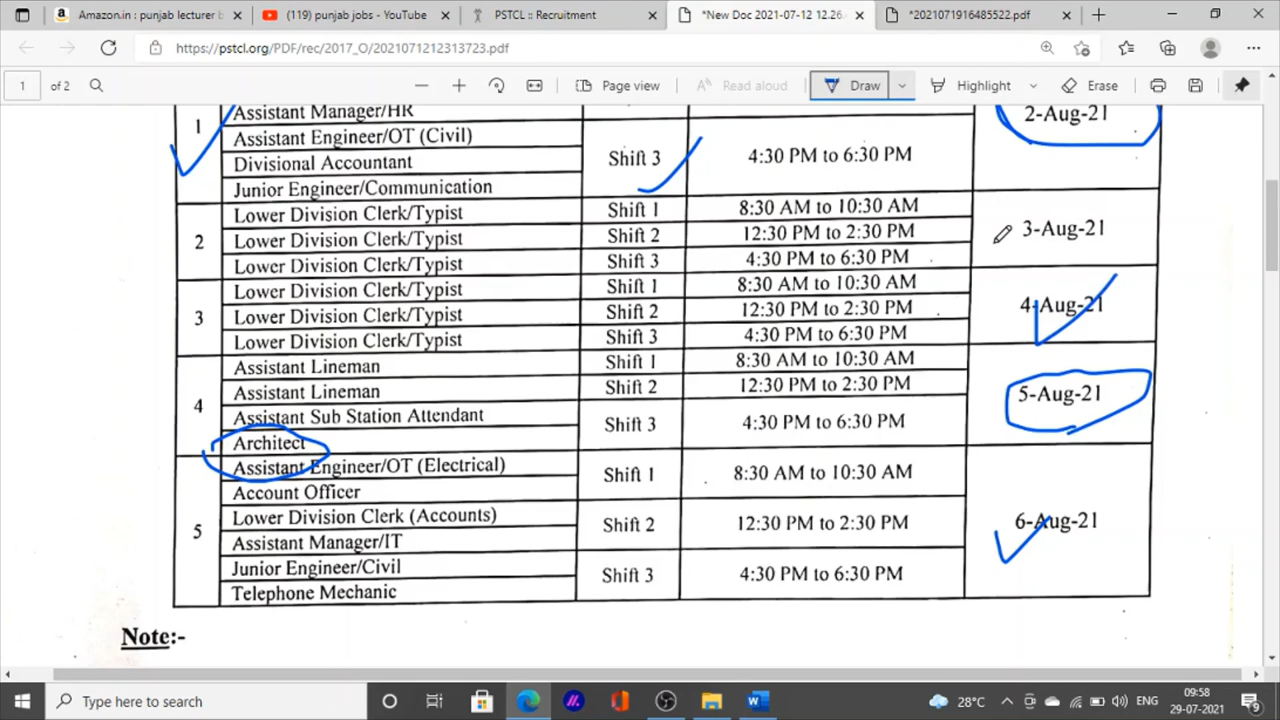 Amazon.in : punjab lecturer b
(119) punjab jobs - YouTube
PSTCL :: Recruitment
*New Doc 2021-07-12 12.26.
*2021071916485522.pdf
https://pstcl.org/PDF/rec/2017_O/2021071212313723.pdf
1 of 2
Page view
Read aloud
Draw
Highlight
Erase
1
Assistant Manager/HR
2-Aug-21
Assistant Engineer/OT (Civil)
Divisional Accountant
Shift 3
4:30 PM to 6:30 PM
Junior Engineer/Communication
2
Lower Division Clerk/Typist Shift 1 8:30 AM to 10:30 AM
Lower Division Clerk/Typist Shift 2 12:30 PM to 2:30 PM 3-Aug-21
Lower Division Clerk/Typist Shift 3 4:30 PM to 6:30 PM
3
Lower Division Clerk/Typist Shift 1 8:30 AM to 10:30 AM
Lower Division Clerk/Typist Shift 2 12:30 PM to 2:30 PM 4-Aug-21
Lower Division Clerk/Typist Shift 3 4:30 PM to 6:30 PM
4
Assistant Lineman Shift 1 8:30 AM to 10:30 AM
Assistant Lineman Shift 2 12:30 PM to 2:30 PM 5-Aug-21
Assistant Sub Station Attendant
Shift 3 4:30 PM to 6:30 PM
Architect
5
Assistant Engineer/OT (Electrical)
Shift 1 8:30 AM to 10:30 AM
Account Officer
Lower Division Clerk (Accounts)
Shift 2 12:30 PM to 2:30 PM 6-Aug-21
Assistant Manager/IT
Junior Engineer/Civil
Shift 3 4:30 PM to 6:30 PM
Telephone Mechanic
Note:-
Type here to search
28°C
ENG
09:58
29-07-2021
9